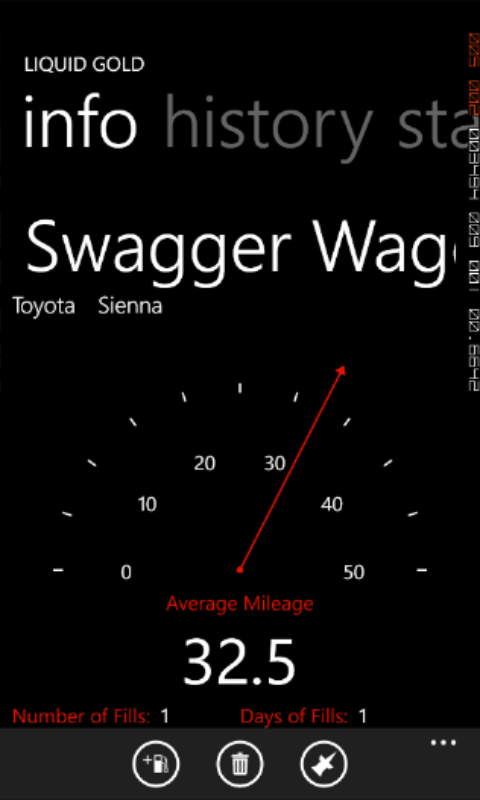 LIQUID GOLD
info history sta
Swagger Wag
Toyota Sienna
20 30
10 40
0 50
Average Mileage
32.5
Number of Fills: 1 Days of Fills: 1